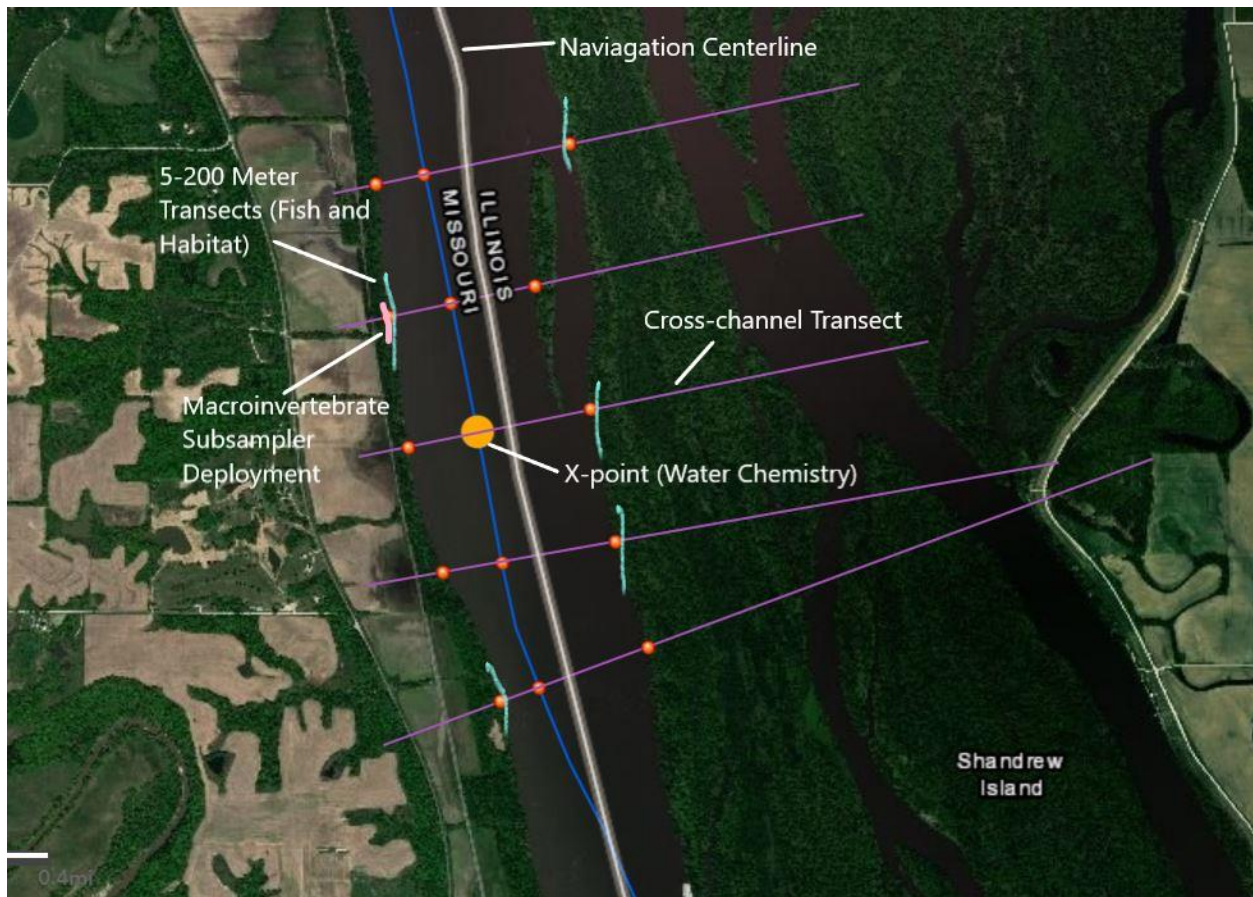 Naviagation Centerline
5-200 Meter
Transects (Fish and
Habitat)
ILLINOIS
MISSOURI
Cross-channel Transect
Macroinvertebrate
Subsampler
Deployment
X-point (Water Chemistry)
Shandrew
Island
0.4mi